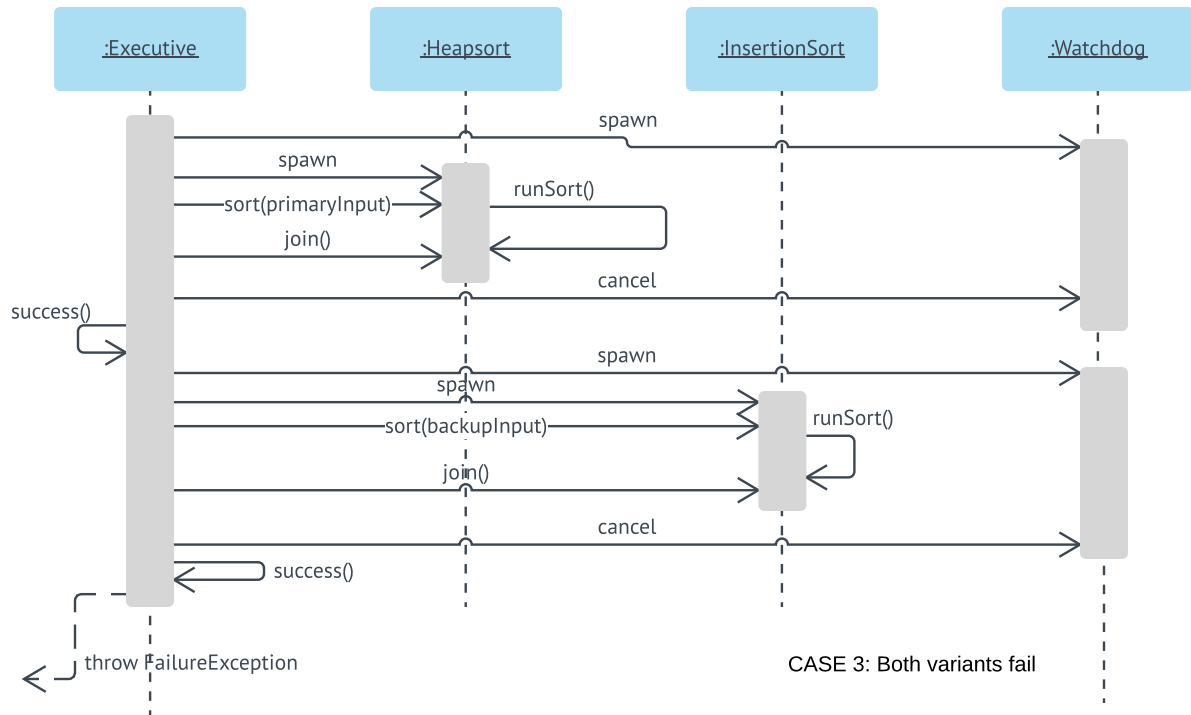 :Executive
:Heapsort
:InsertionSort
:Watchdog
spawn
spawn
runSort()
sort(primaryInput)
join()
cancel
success()
spawn
spawn
runSort()
sort(backupInput)
join()
cancel
success()
throw FailureException
CASE 3: Both variants fail